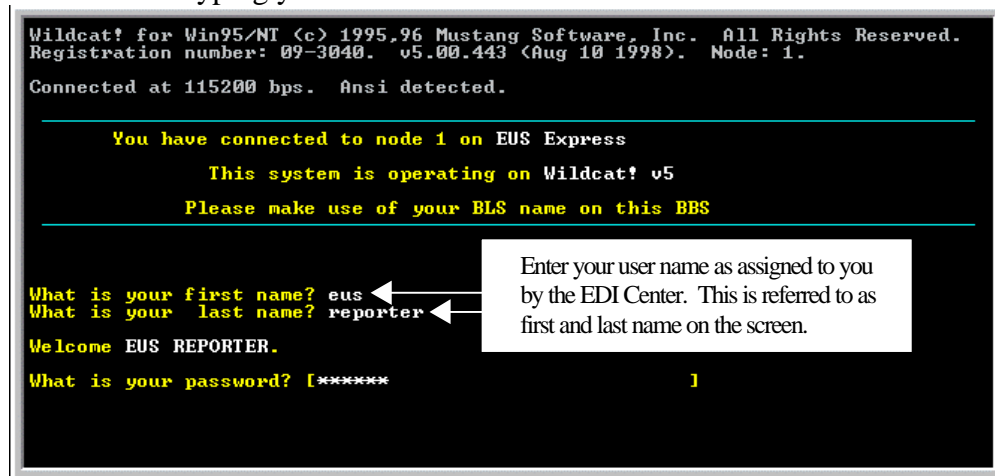 Wildcat! for Win95/NT (c) 1995,96 Mustang Software, Inc. All Rights Reserved.
Registration number: 09-3040. v5.00.443 (Aug 10 1998). Node: 1.
Connected at 115200 bps. Ansi detected.
You have connected to node 1 on EUS Express
This system is operating on Wildcat! v5
Please make use of your BLS name on this BBS
What is your first name? eus
What is your last name? reporter
Enter your user name as assigned to you
by the EDI Center. This is referred to as
first and last name on the screen.
Welcome EUS REPORTER.
What is your password? [****** ]